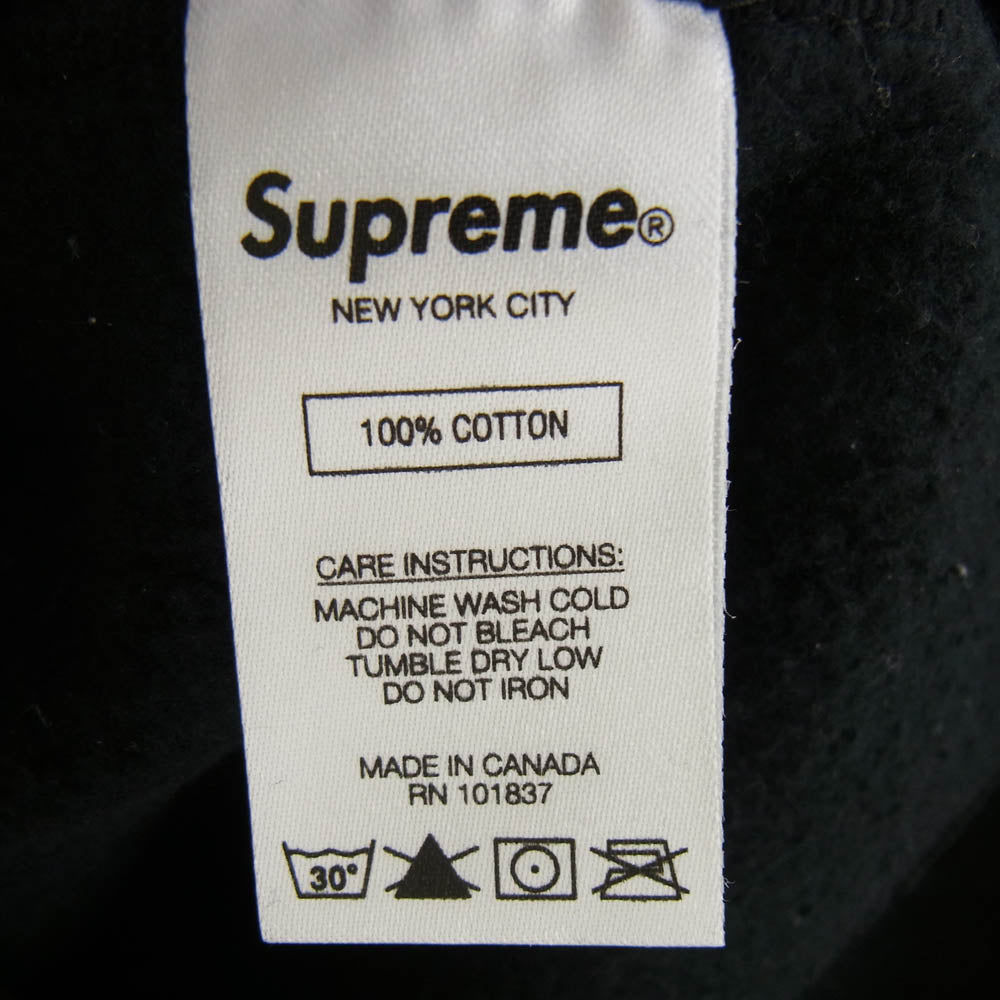 Supreme®
NEW YORK CITY
100% COTTON
CARE INSTRUCTIONS:
MACHINE WASH COLD
DO NOT BLEACH
TUMBLE DRY LOW
DO NOT IRON
MADE IN CANADA
RN 101837
30°